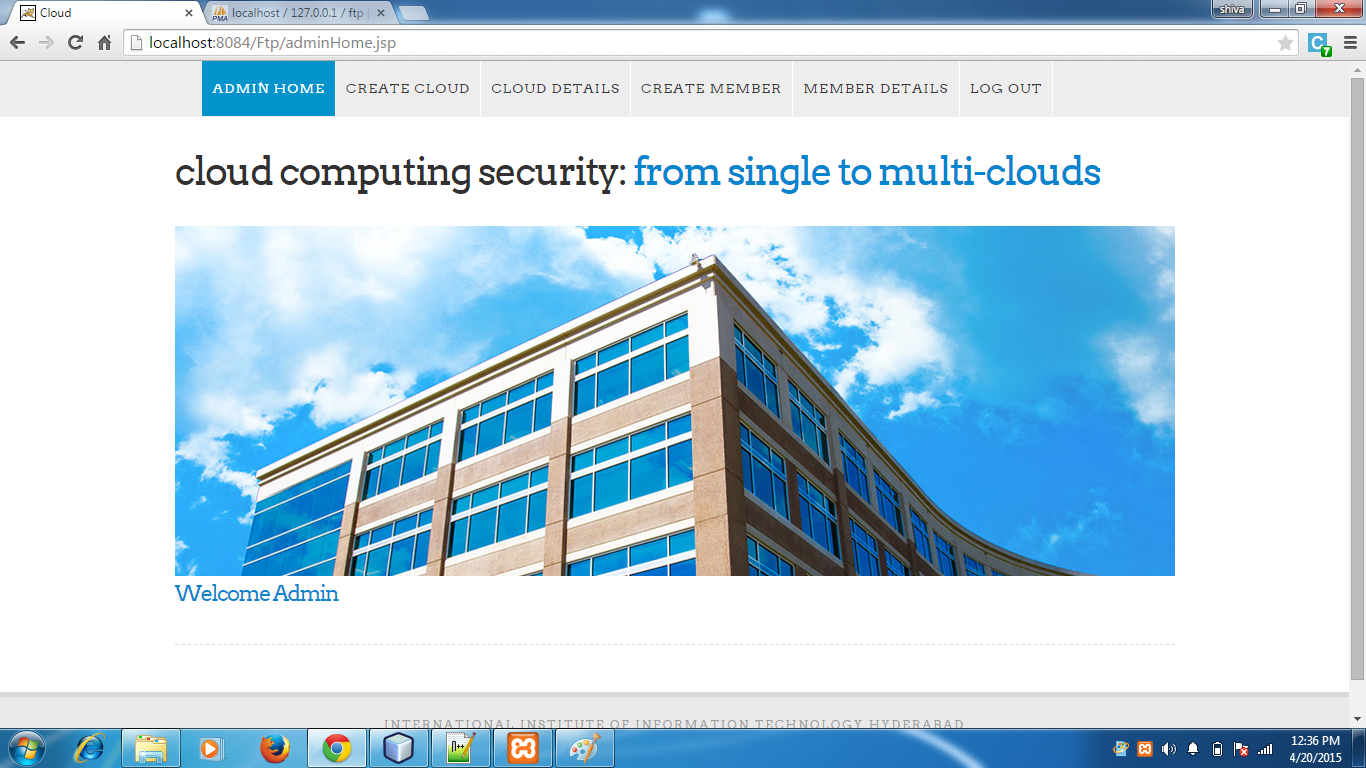 Cloud
localhost / 127.0.0.1 / ftp
shiva
localhost:8084/Ftp/adminHome.jsp
ADMIN HOME
CREATE CLOUD
CLOUD DETAILS
CREATE MEMBER
MEMBER DETAILS
LOG OUT
cloud computing security: from single to multi-clouds
Welcome Admin
INTERNATIONAL INSTITUTE OF INFORMATION TECHNOLOGY HYDERABAD
12:36 PM
4/20/2015